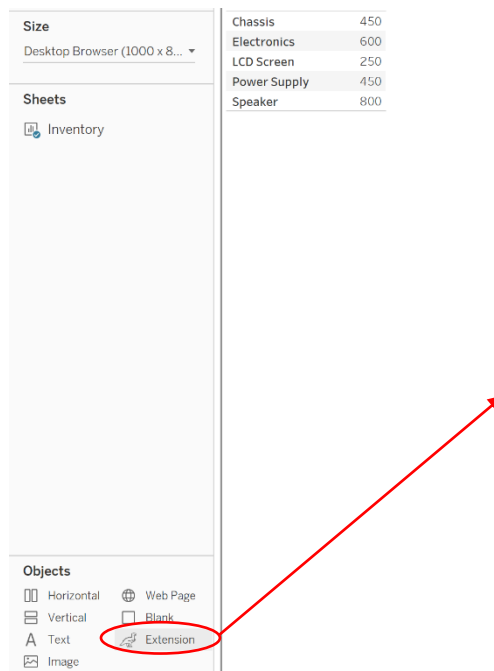 Size
Desktop Browser (1000 x 8...
Sheets
Inventory
Chassis 450
Electronics 600
LCD Screen 250
Power Supply 450
Speaker 800
Objects
Horizontal Web Page
Vertical Blank
A Text Extension
Image